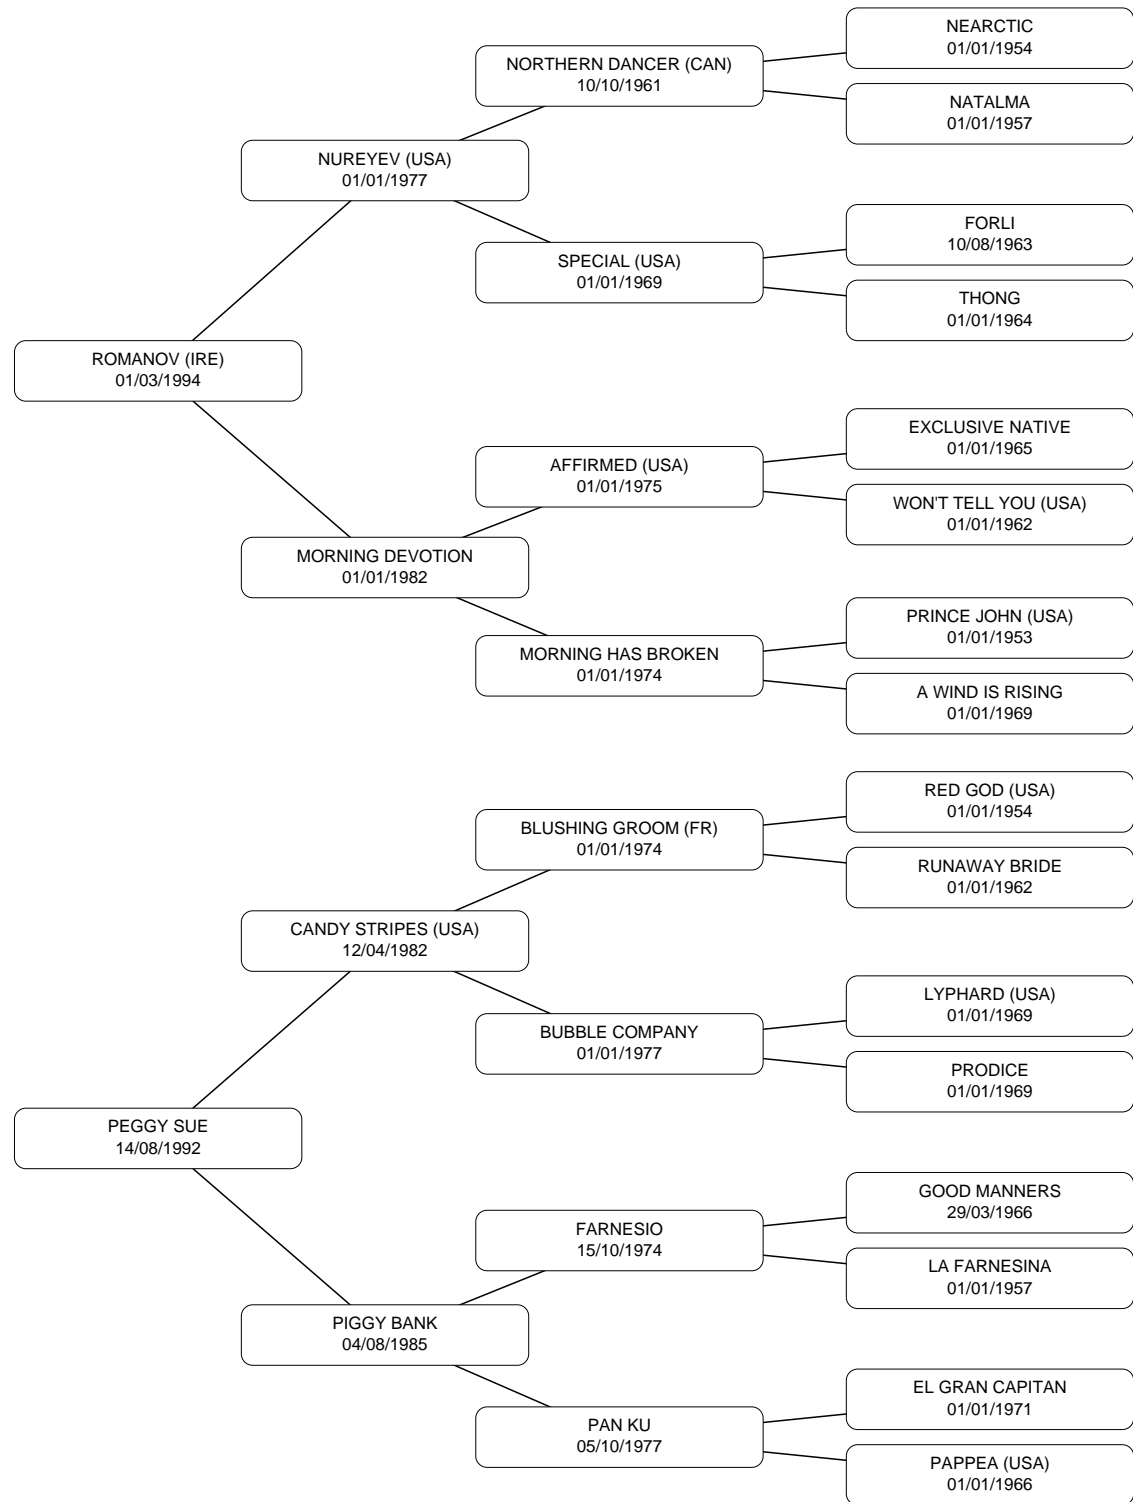 NEARCTIC
01/01/1954
NORTHERN DANCER (CAN)
10/10/1961
NATALMA
01/01/1957
NUREYEV (USA)
01/01/1977
FORLI
10/08/1963
SPECIAL (USA)
01/01/1969
THONG
01/01/1964
ROMANOV (IRE)
01/03/1994
EXCLUSIVE NATIVE
01/01/1965
AFFIRMED (USA)
01/01/1975
WON'T TELL YOU (USA)
01/01/1962
MORNING DEVOTION
01/01/1982
PRINCE JOHN (USA)
01/01/1953
MORNING HAS BROKEN
01/01/1974
A WIND IS RISING
01/01/1969
RED GOD (USA)
01/01/1954
BLUSHING GROOM (FR)
01/01/1974
RUNAWAY BRIDE
01/01/1962
CANDY STRIPES (USA)
12/04/1982
LYPHARD (USA)
01/01/1969
BUBBLE COMPANY
01/01/1977
PRODICE
01/01/1969
PEGGY SUE
14/08/1992
GOOD MANNERS
29/03/1966
FARNESIO
15/10/1974
LA FARNESINA
01/01/1957
PIGGY BANK
04/08/1985
EL GRAN CAPITAN
01/01/1971
PAN KU
05/10/1977
PAPPEA (USA)
01/01/1966